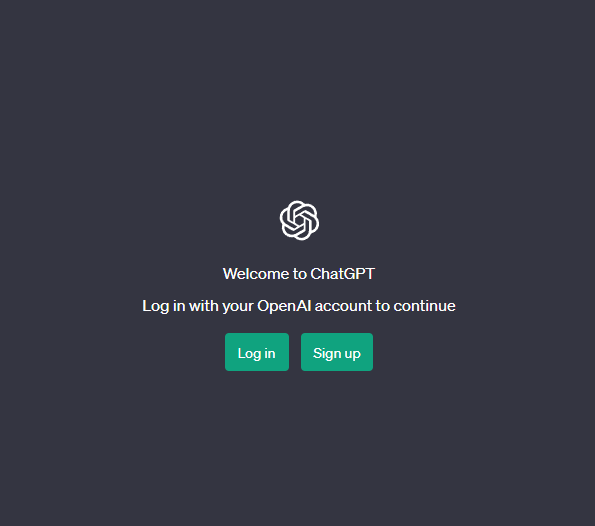 Welcome to ChatGPT
Log in with your OpenAI account to continue
Log in Sign up